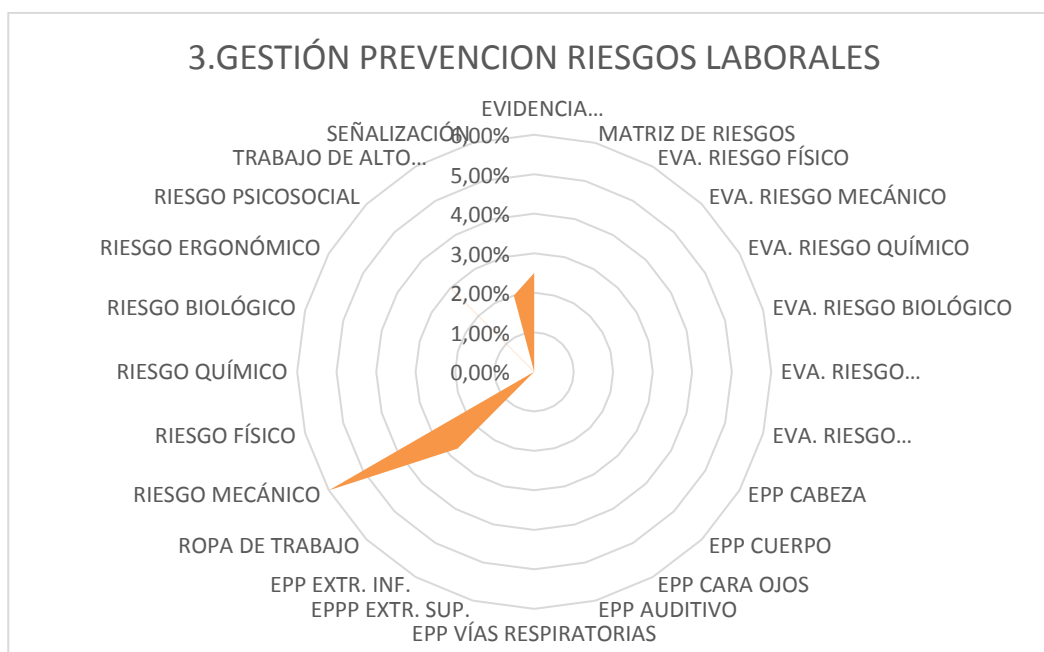 3.GESTIÓN PREVENCION RIESGOS LABORALES
EVIDENCIA...
MATRIZ DE RIESGOS
EVA. RIESGO FÍSICO
EVA. RIESGO MECÁNICO
EVA. RIESGO QUÍMICO
EVA. RIESGO BIOLÓGICO
EVA. RIESGO...
EVA. RIESGO...
EPP CABEZA
EPP CUERPO
EPP CARA OJOS
EPP AUDITIVO
EPP VÍAS RESPIRATORIAS
EPPP EXTR. SUP.
EPP EXTR. INF.
ROPA DE TRABAJO
RIESGO MECÁNICO
RIESGO FÍSICO
RIESGO QUÍMICO
RIESGO BIOLÓGICO
RIESGO ERGONÓMICO
RIESGO PSICOSOCIAL
TRABAJO DE ALTO...
SEÑALIZACIÓN
6,00%
5,00%
4,00%
3,00%
2,00%
1,00%
0,00%